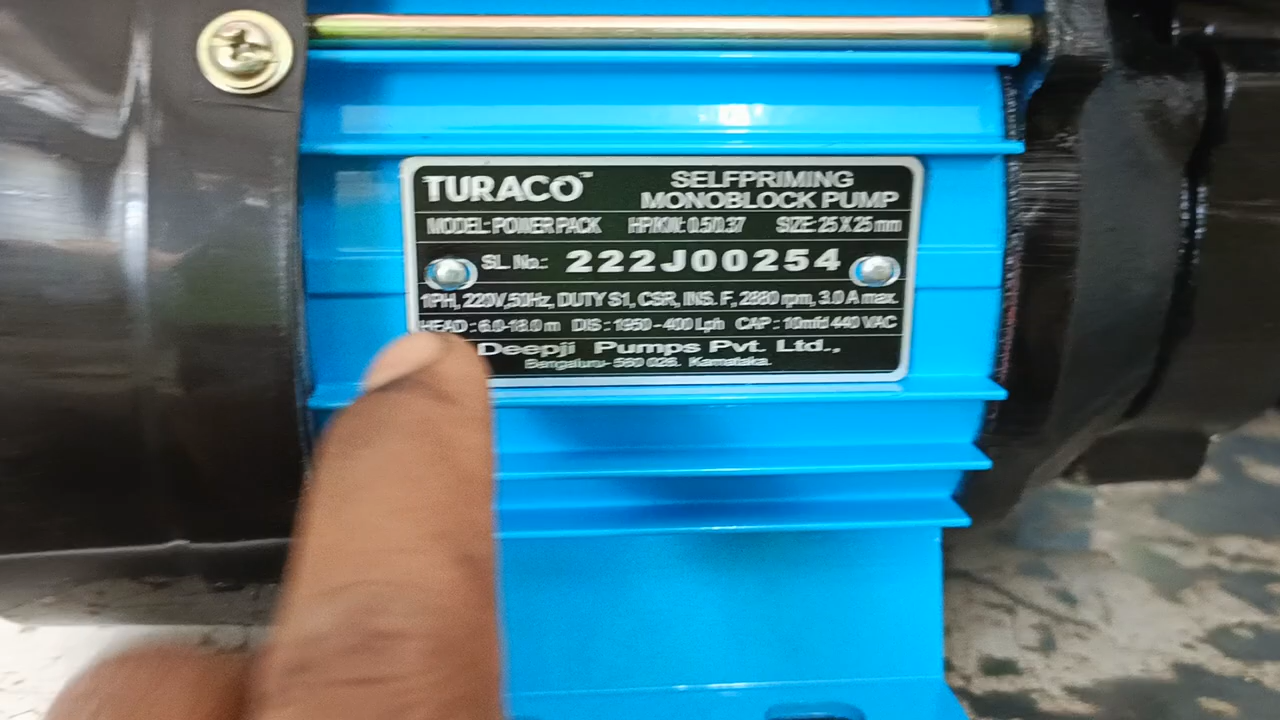 TURACO™
SELFPRIMING
MONOBLOCK PUMP
MODEL: POWER PACK HP/KW: 0.5/0.37 SIZE: 25 X 25 mm
SL. No.: 222J00254
1PH, 220V, 50Hz, DUTY S1, CSR, INS. F, 2880 rpm, 3.0 A max.
HEAD : 6.0-18.0 m DIS : 1950 - 400 Lph CAP : 10mfd 440 VAC
Deepji Pumps Pvt. Ltd.,
Bengaluru- 560 026. Karnataka.